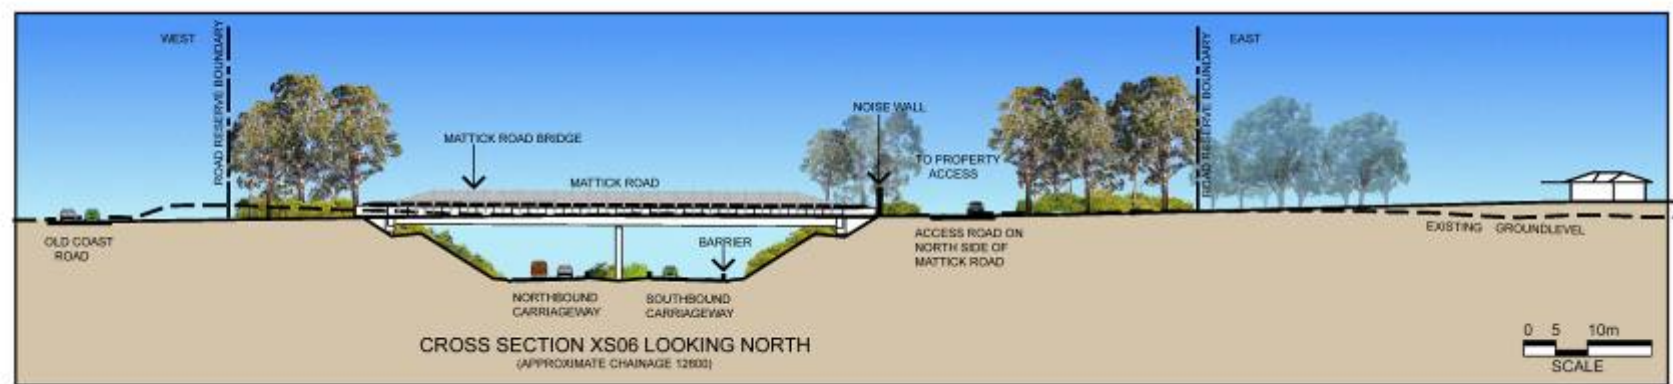 WEST
ROAD RESERVE BOUNDARY
EAST
ROAD RESERVE BOUNDARY
NOISE WALL
MATTICK ROAD BRIDGE
TO PROPERTY
ACCESS
MATTICK ROAD
OLD COAST
ROAD
BARRIER
ACCESS ROAD ON
NORTH SIDE OF
MATTICK ROAD
EXISTING GROUNDLEVEL
NORTHBOUND
CARRIAGEWAY
SOUTHBOUND
CARRIAGEWAY
CROSS SECTION XS06 LOOKING NORTH
(APPROXIMATE CHAINAGE 12600)
0 5 10m
SCALE